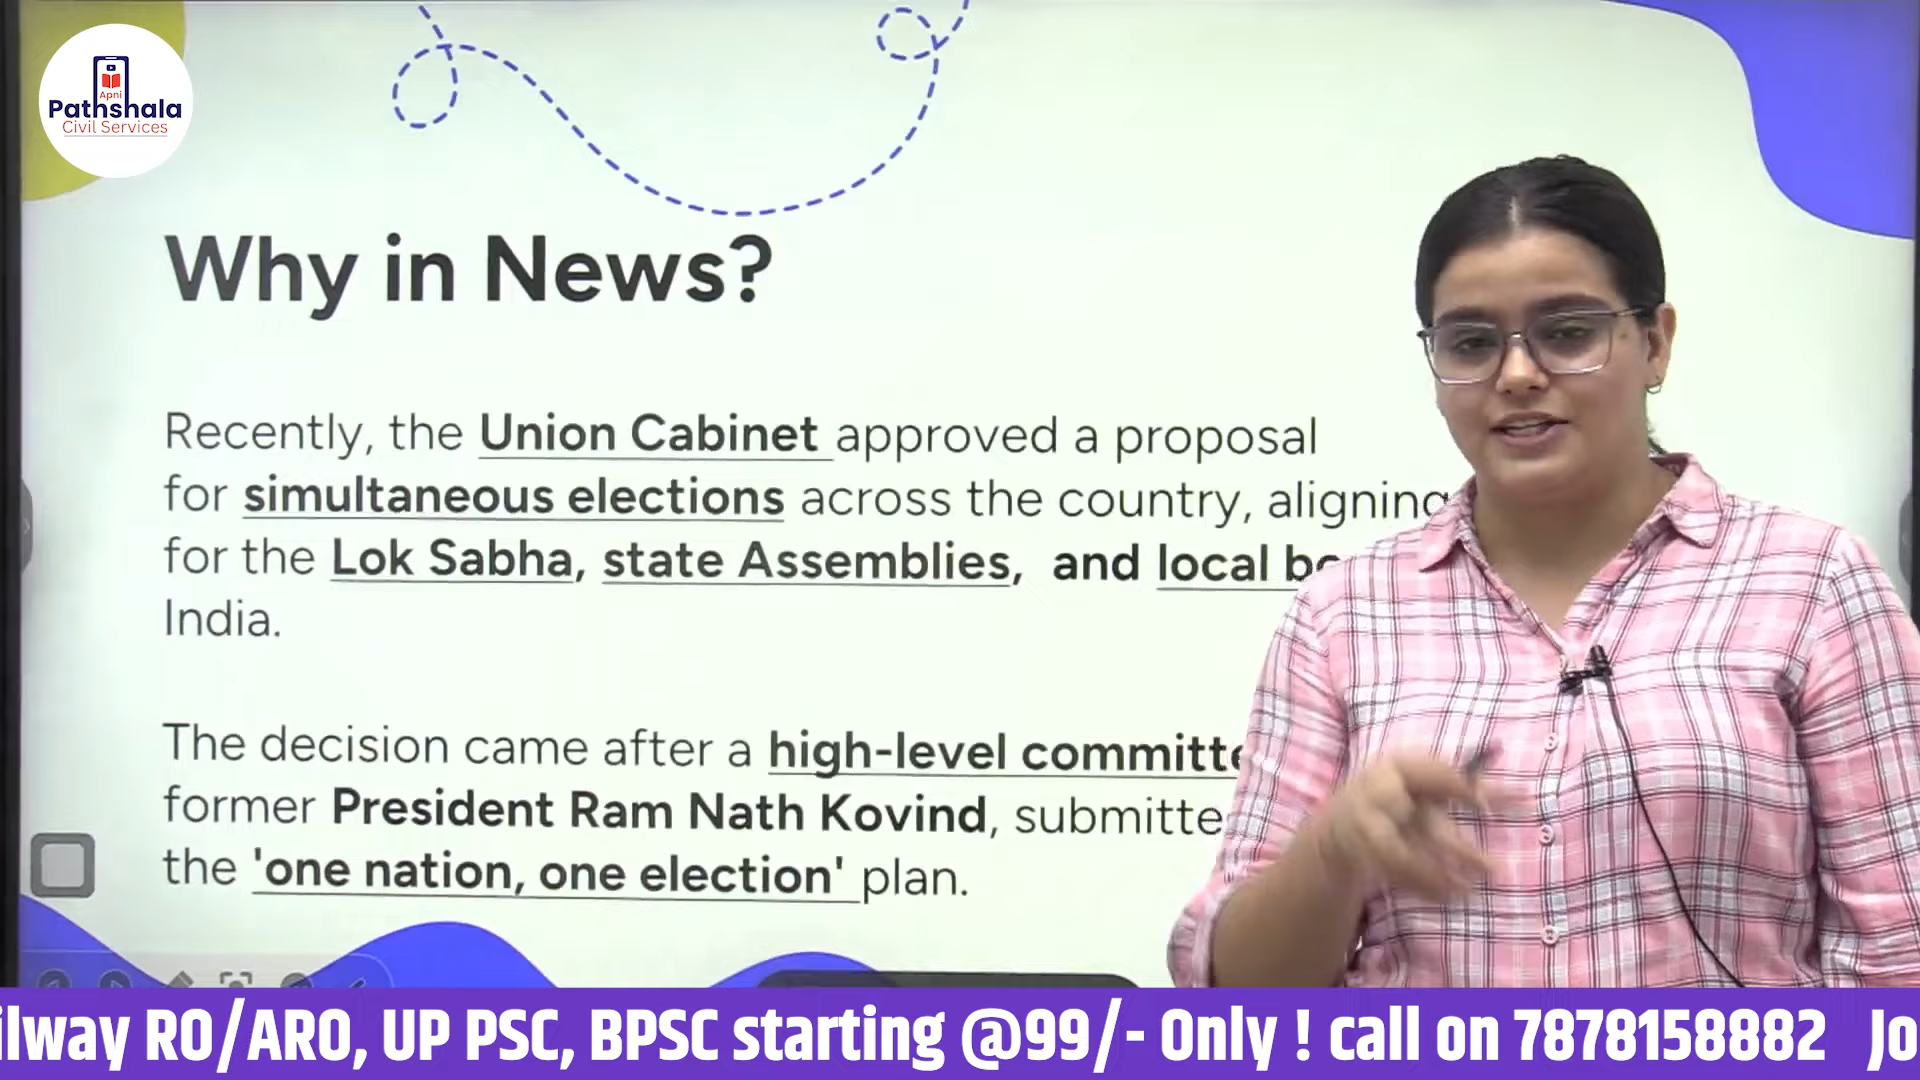 Apni
Pathshala
Civil Services
Why in News?
Recently, the Union Cabinet approved a proposal
for simultaneous elections across the country, aligning
for the Lok Sabha, state Assemblies, and local
India.
The decision came after a high-level
former President Ram Nath Kovind,
the 'one nation, one election' plan.
RO/ARO, UP PSC, BPSC starting @99/- Only ! call on 7878158882